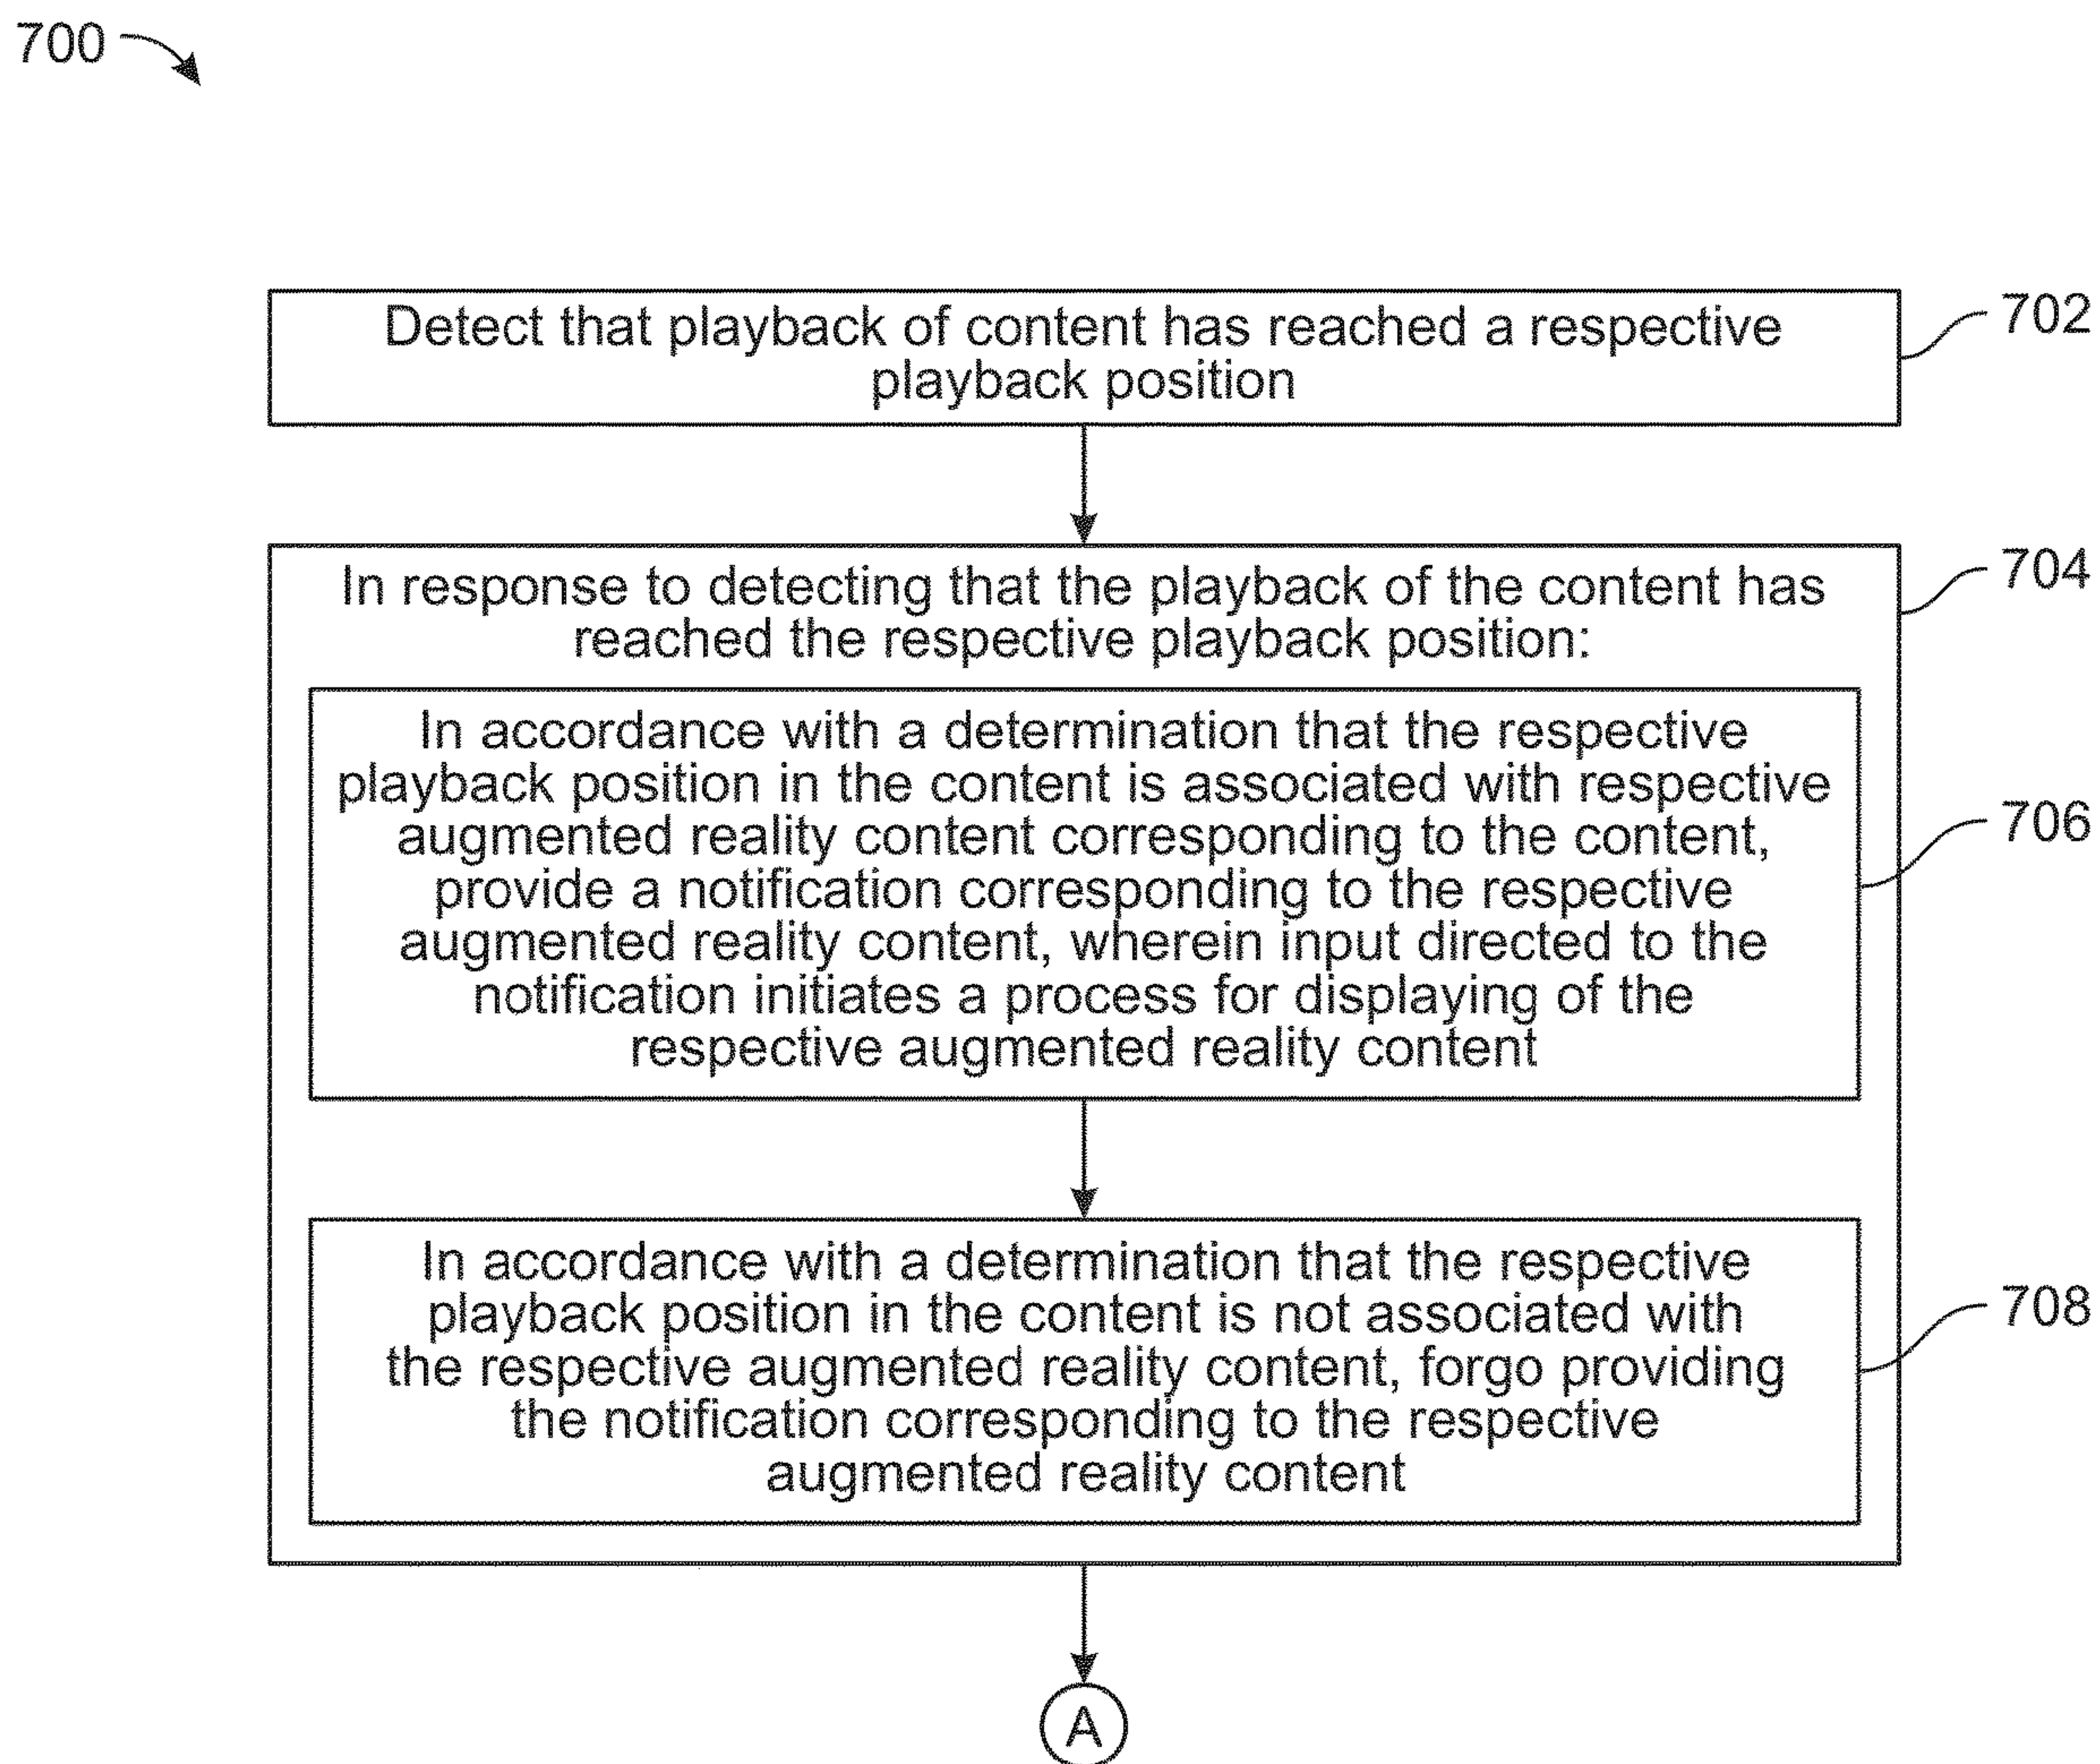 700
Detect that playback of content has reached a respective
playback position
702
In response to detecting that the playback of the content has
reached the respective playback position:
704
In accordance with a determination that the respective
playback position in the content is associated with respective
augmented reality content corresponding to the content,
provide a notification corresponding to the respective
augmented reality content, wherein input directed to the
notification initiates a process for displaying of the
respective augmented reality content
706
In accordance with a determination that the respective
playback position in the content is not associated with
the respective augmented reality content, forgo providing
the notification corresponding to the respective
augmented reality content
708
A